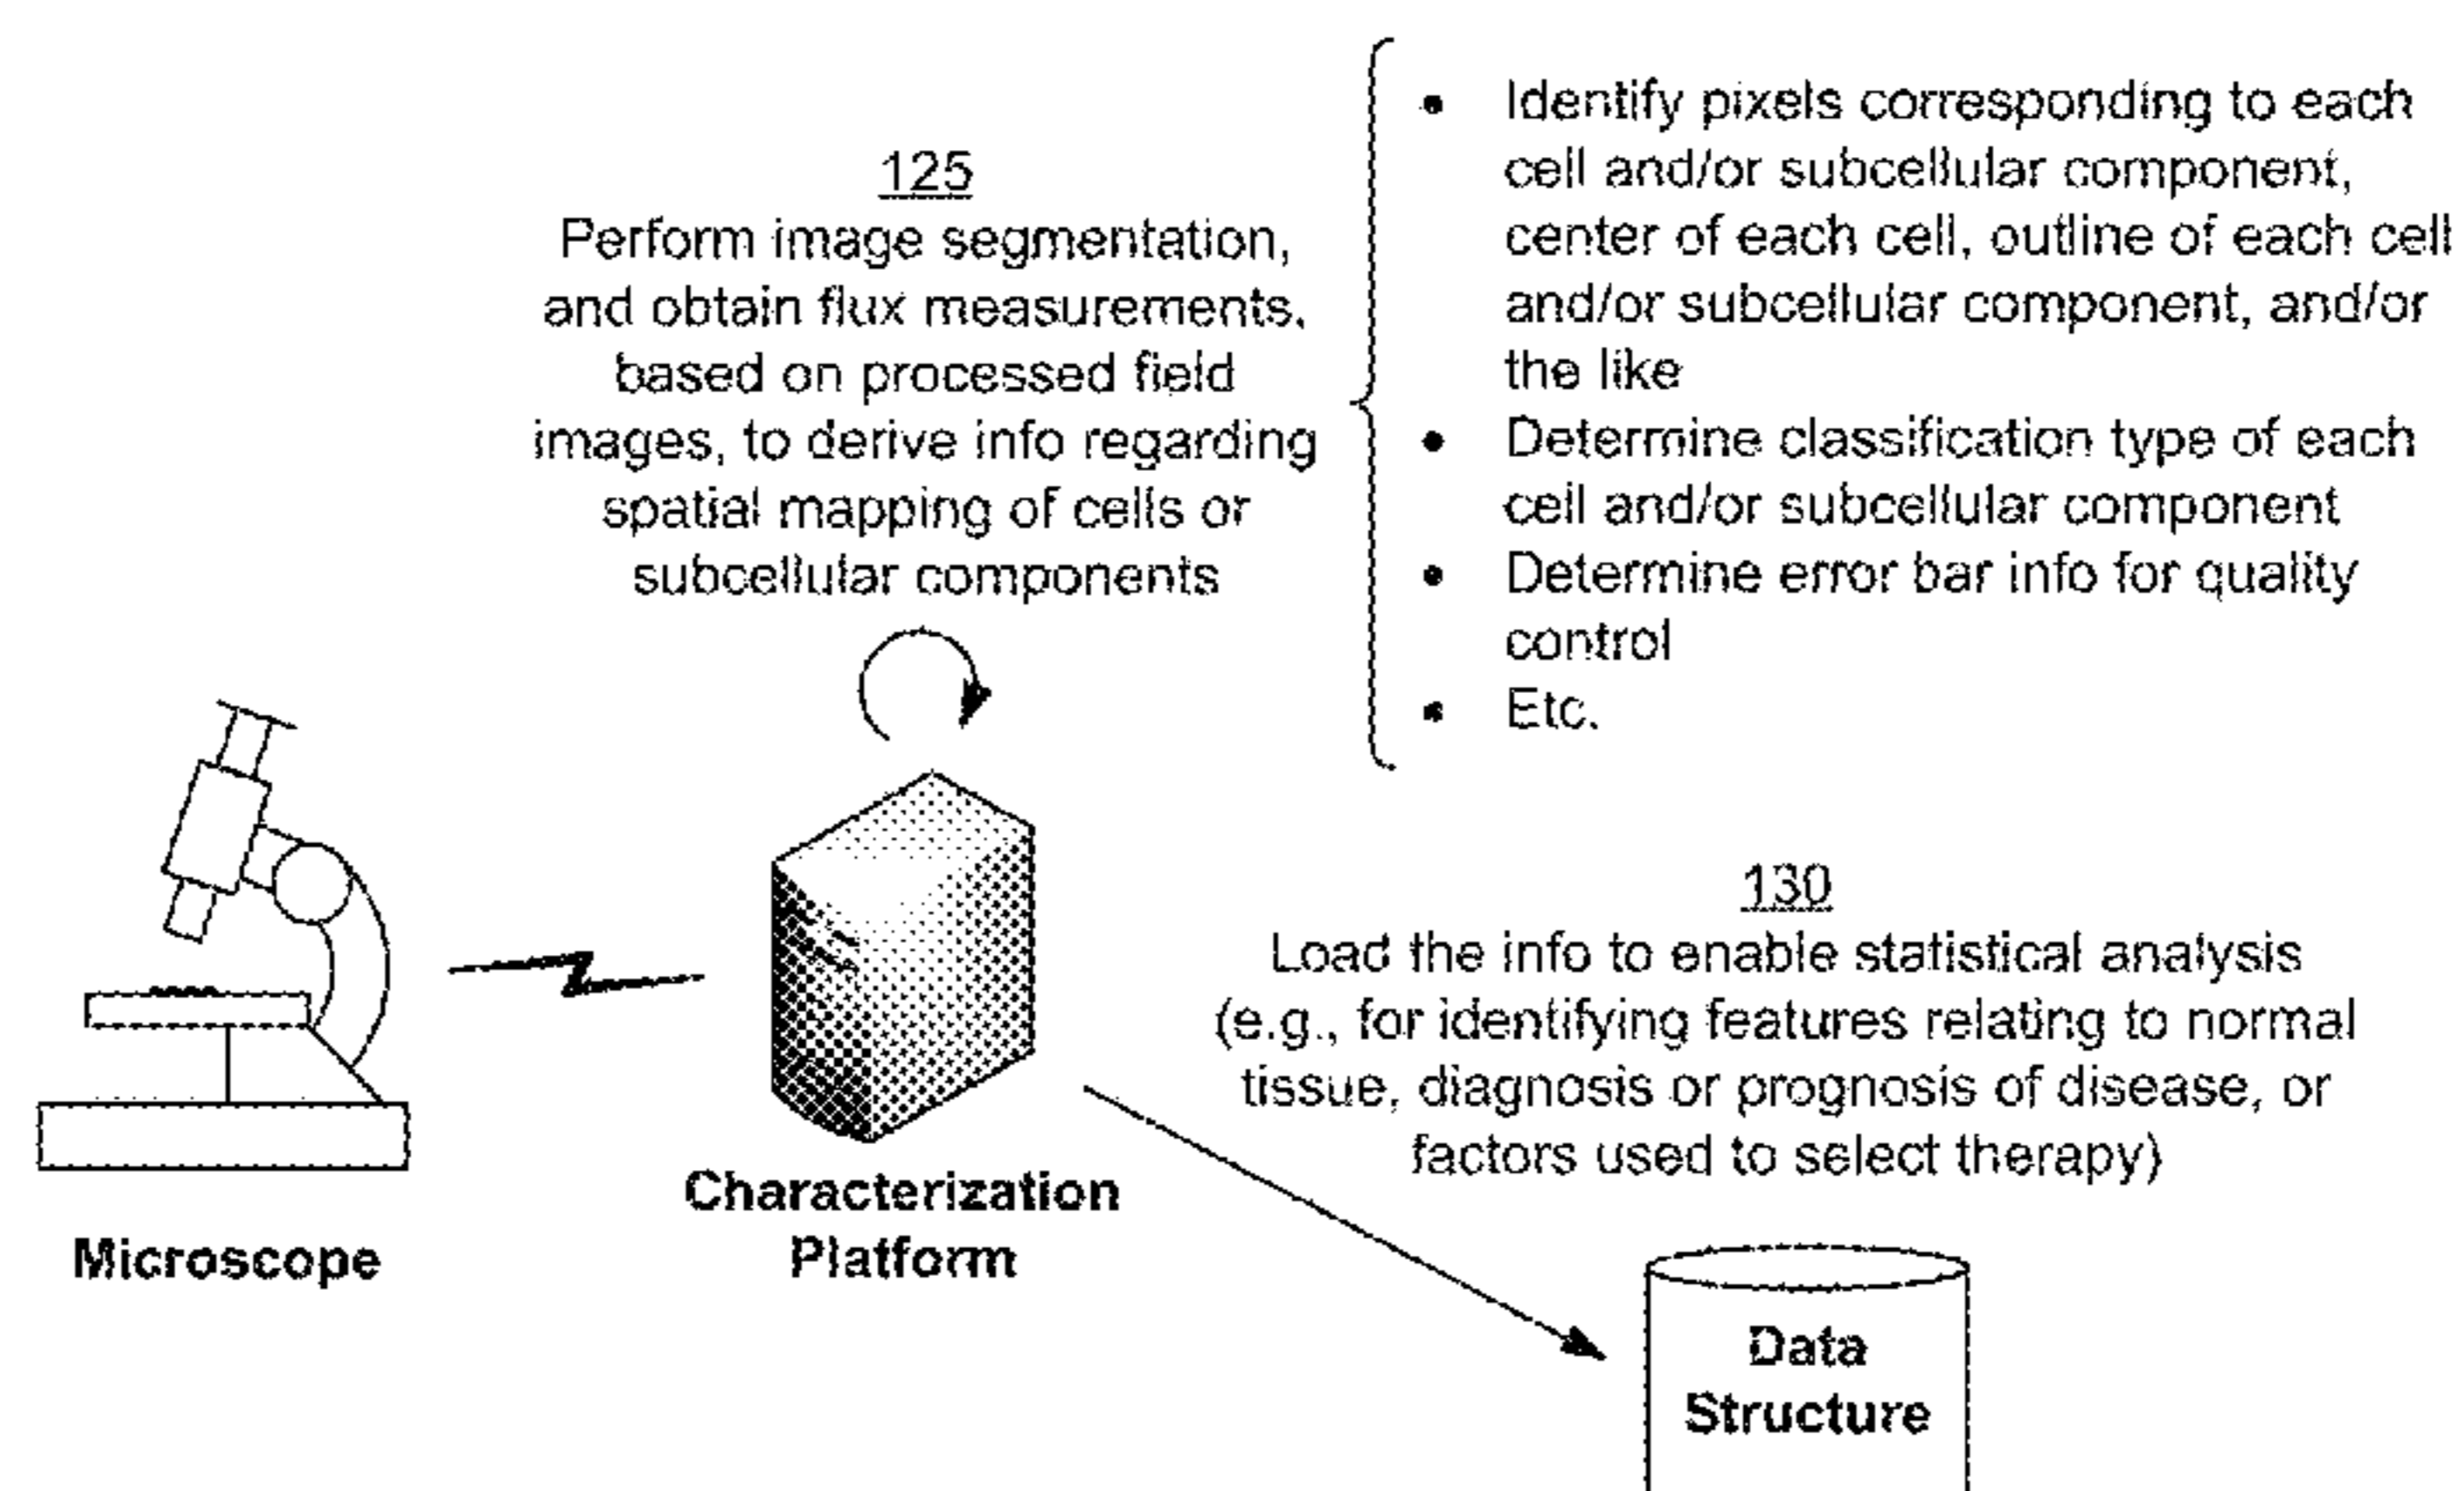 125
Perform image segmentation,
and obtain flux measurements,
based on processed field
images, to derive info regarding
spatial mapping of cells or
subcellular components
• Identify pixels corresponding to each
cell and/or subcellular component,
center of each cell, outline of each cell
and/or subcellular component, and/or
the like
• Determine classification type of each
cell and/or subcellular component
• Determine error bar info for quality
control
• Etc.
130
Load the info to enable statistical analysis
(e.g., for identifying features relating to normal
tissue, diagnosis or prognosis of disease, or
factors used to select therapy)
Microscope
Characterization
Platform
Data
Structure